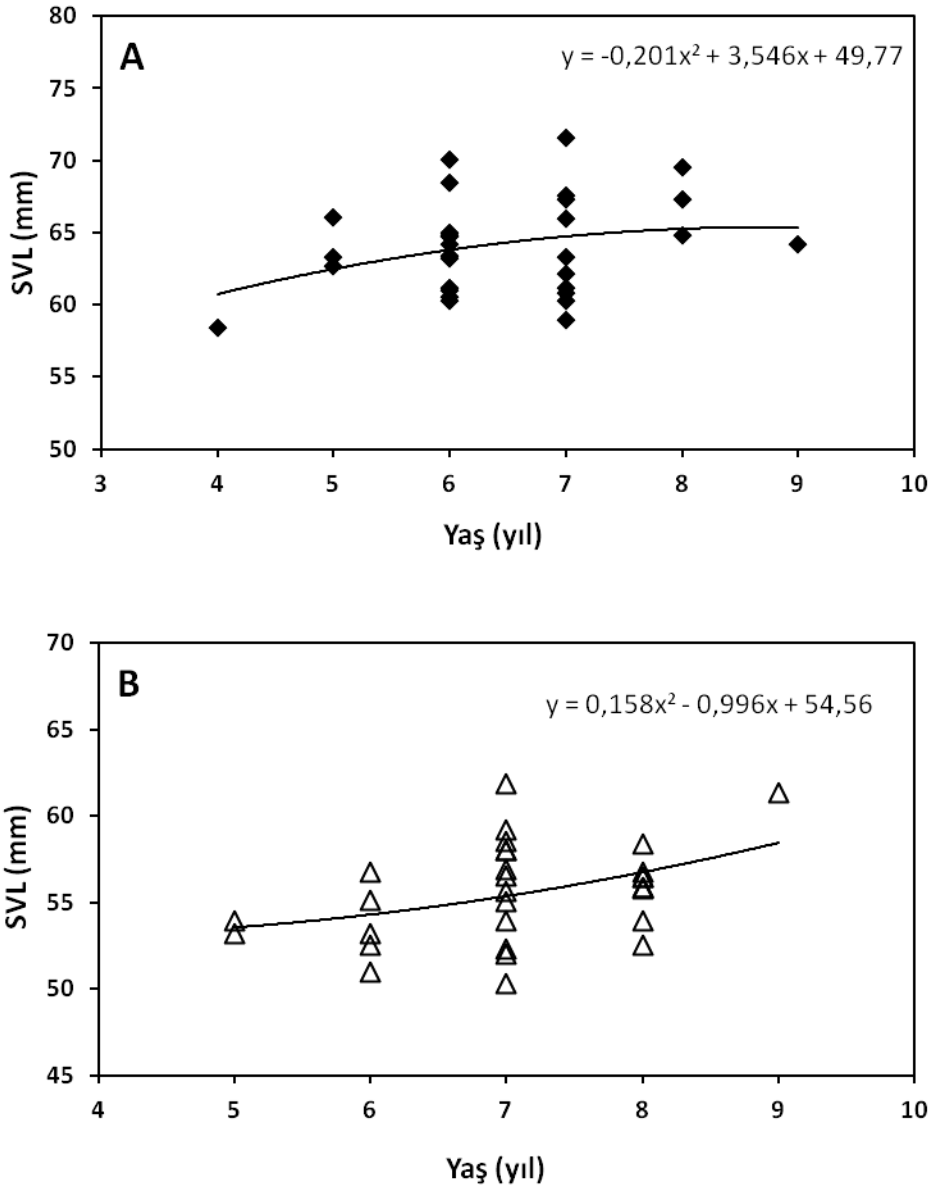 A
y = -0,201x² + 3,546x + 49,77
80
75
70
65
60
55
50
SVL (mm)
3 4 5 6 7 8 9 10
Yaş (yıl)
B
y = 0,158x² - 0,996x + 54,56
70
65
60
55
50
45
SVL (mm)
4 5 6 7 8 9 10
Yaş (yıl)